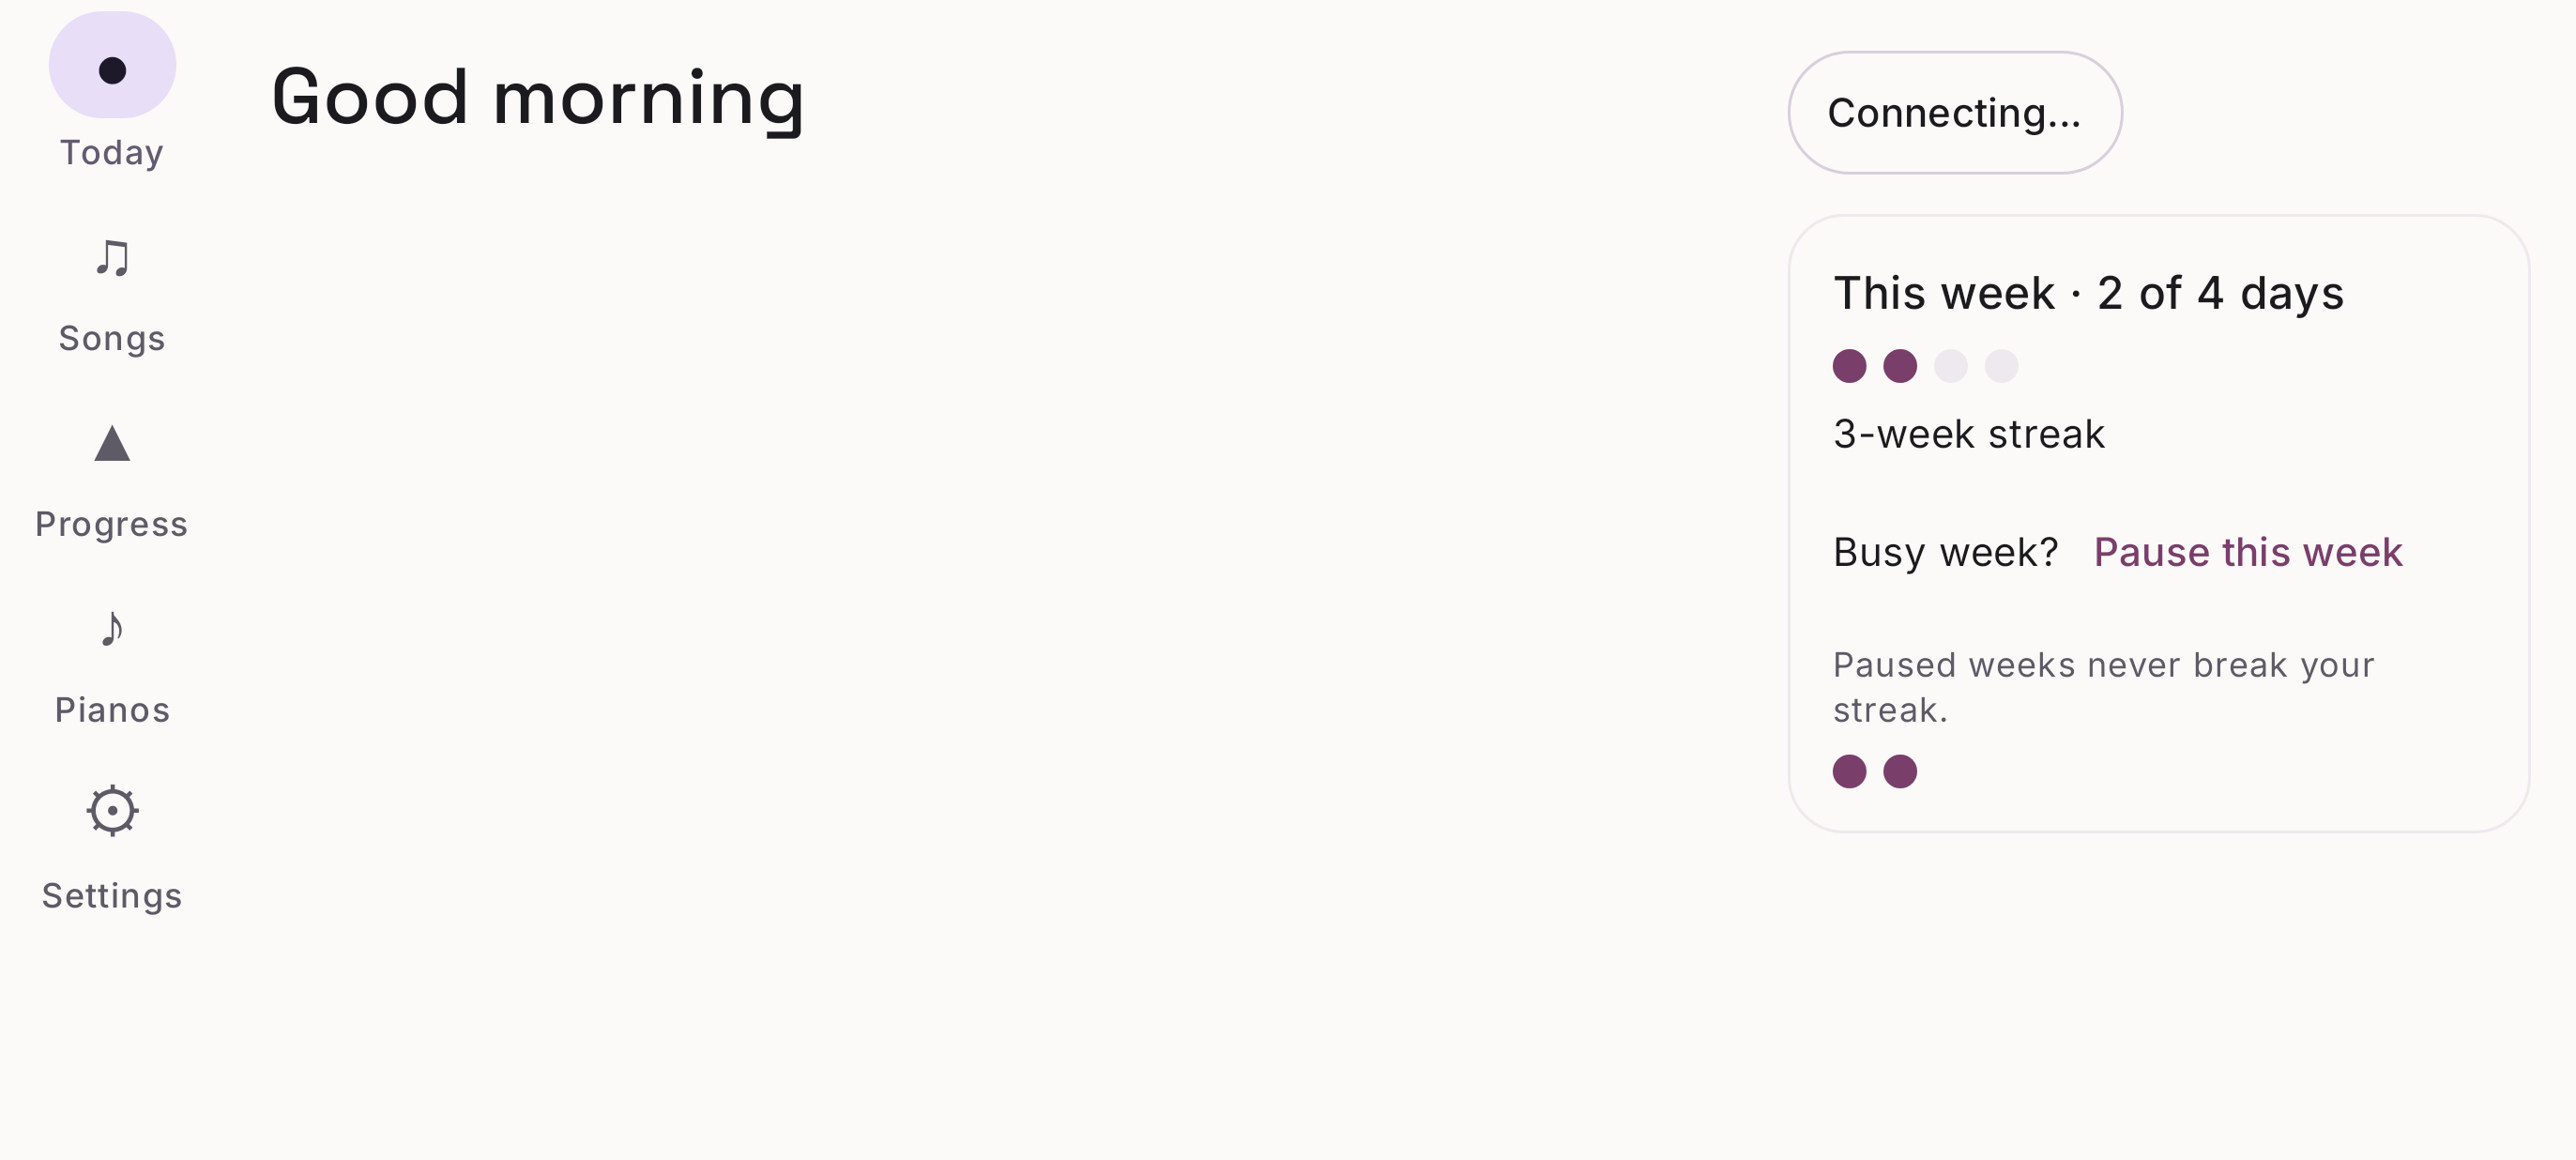 Today
Songs
Progress
Pianos
Settings
Good morning
Connecting...
This week · 2 of 4 days
3-week streak
Busy week? Pause this week
Paused weeks never break your
streak.